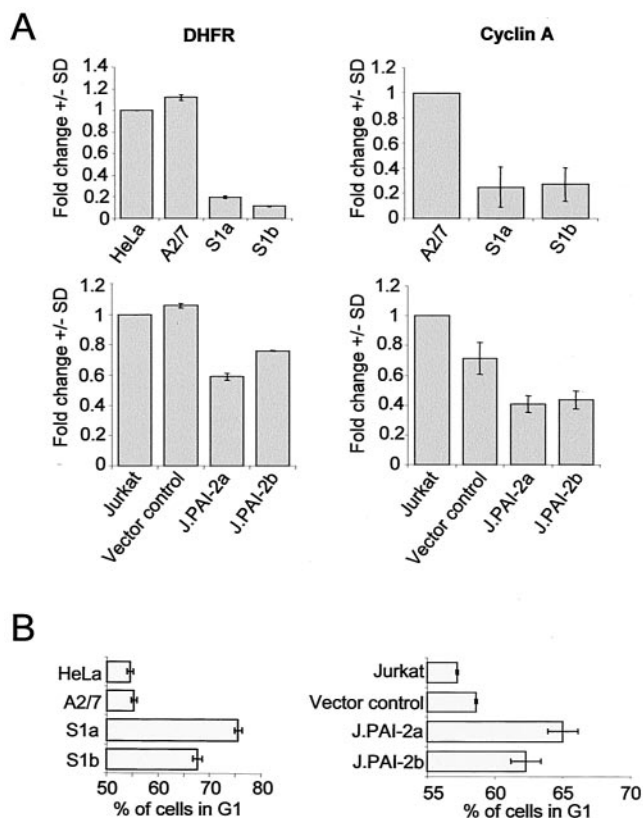 A
DHFR
Fold change +/- SD
1.4
1.2
1
0.8
0.6
0.4
0.2
0
HeLa
A2/7
S1a
S1b
Cyclin A
Fold change +/- SD
1.2
1
0.8
0.6
0.4
0.2
0
A2/7
S1a
S1b
Fold change +/- SD
1.2
1
0.8
0.6
0.4
0.2
0
Jurkat
Vector control
J.PAI-2a
J.PAI-2b
Fold change +/- SD
1.2
1
0.8
0.6
0.4
0.2
0
Jurkat
Vector control
J.PAI-2a
J.PAI-2b
B
HeLa
A2/7
S1a
S1b
50 60 70 80
% of cells in G1
Jurkat
Vector control
J.PAI-2a
J.PAI-2b
55 60 65 70
% of cells in G1